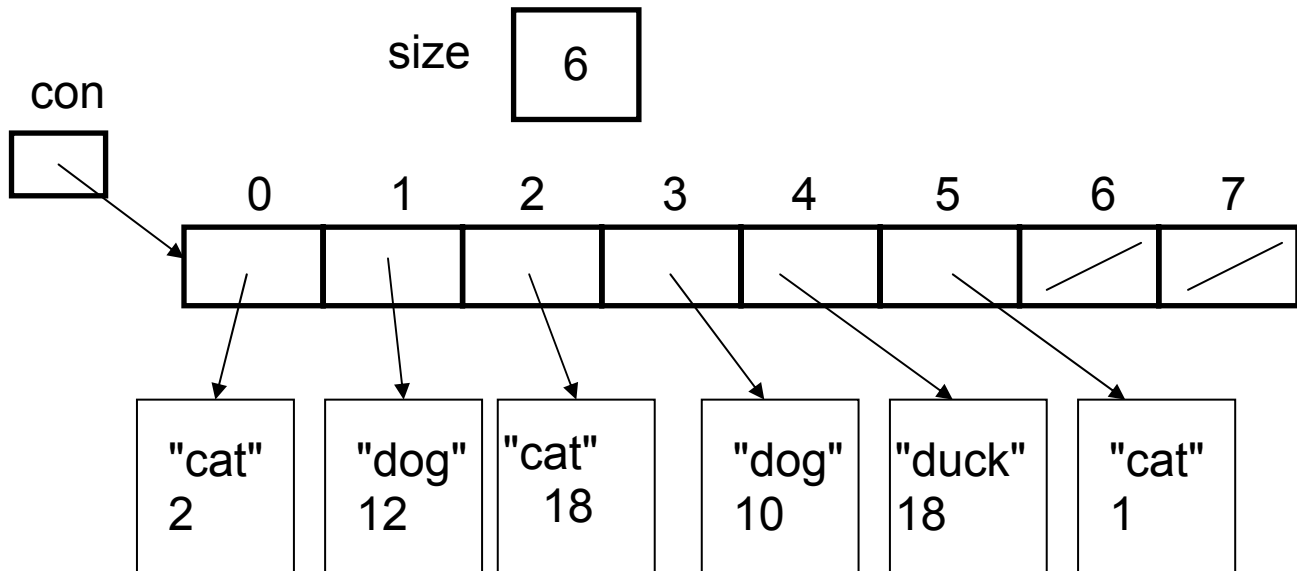 size 6
con
0 1 2 3 4 5 6 7
"cat" "dog" "cat" "dog" "duck" "cat"
2 12 18 10 18 1